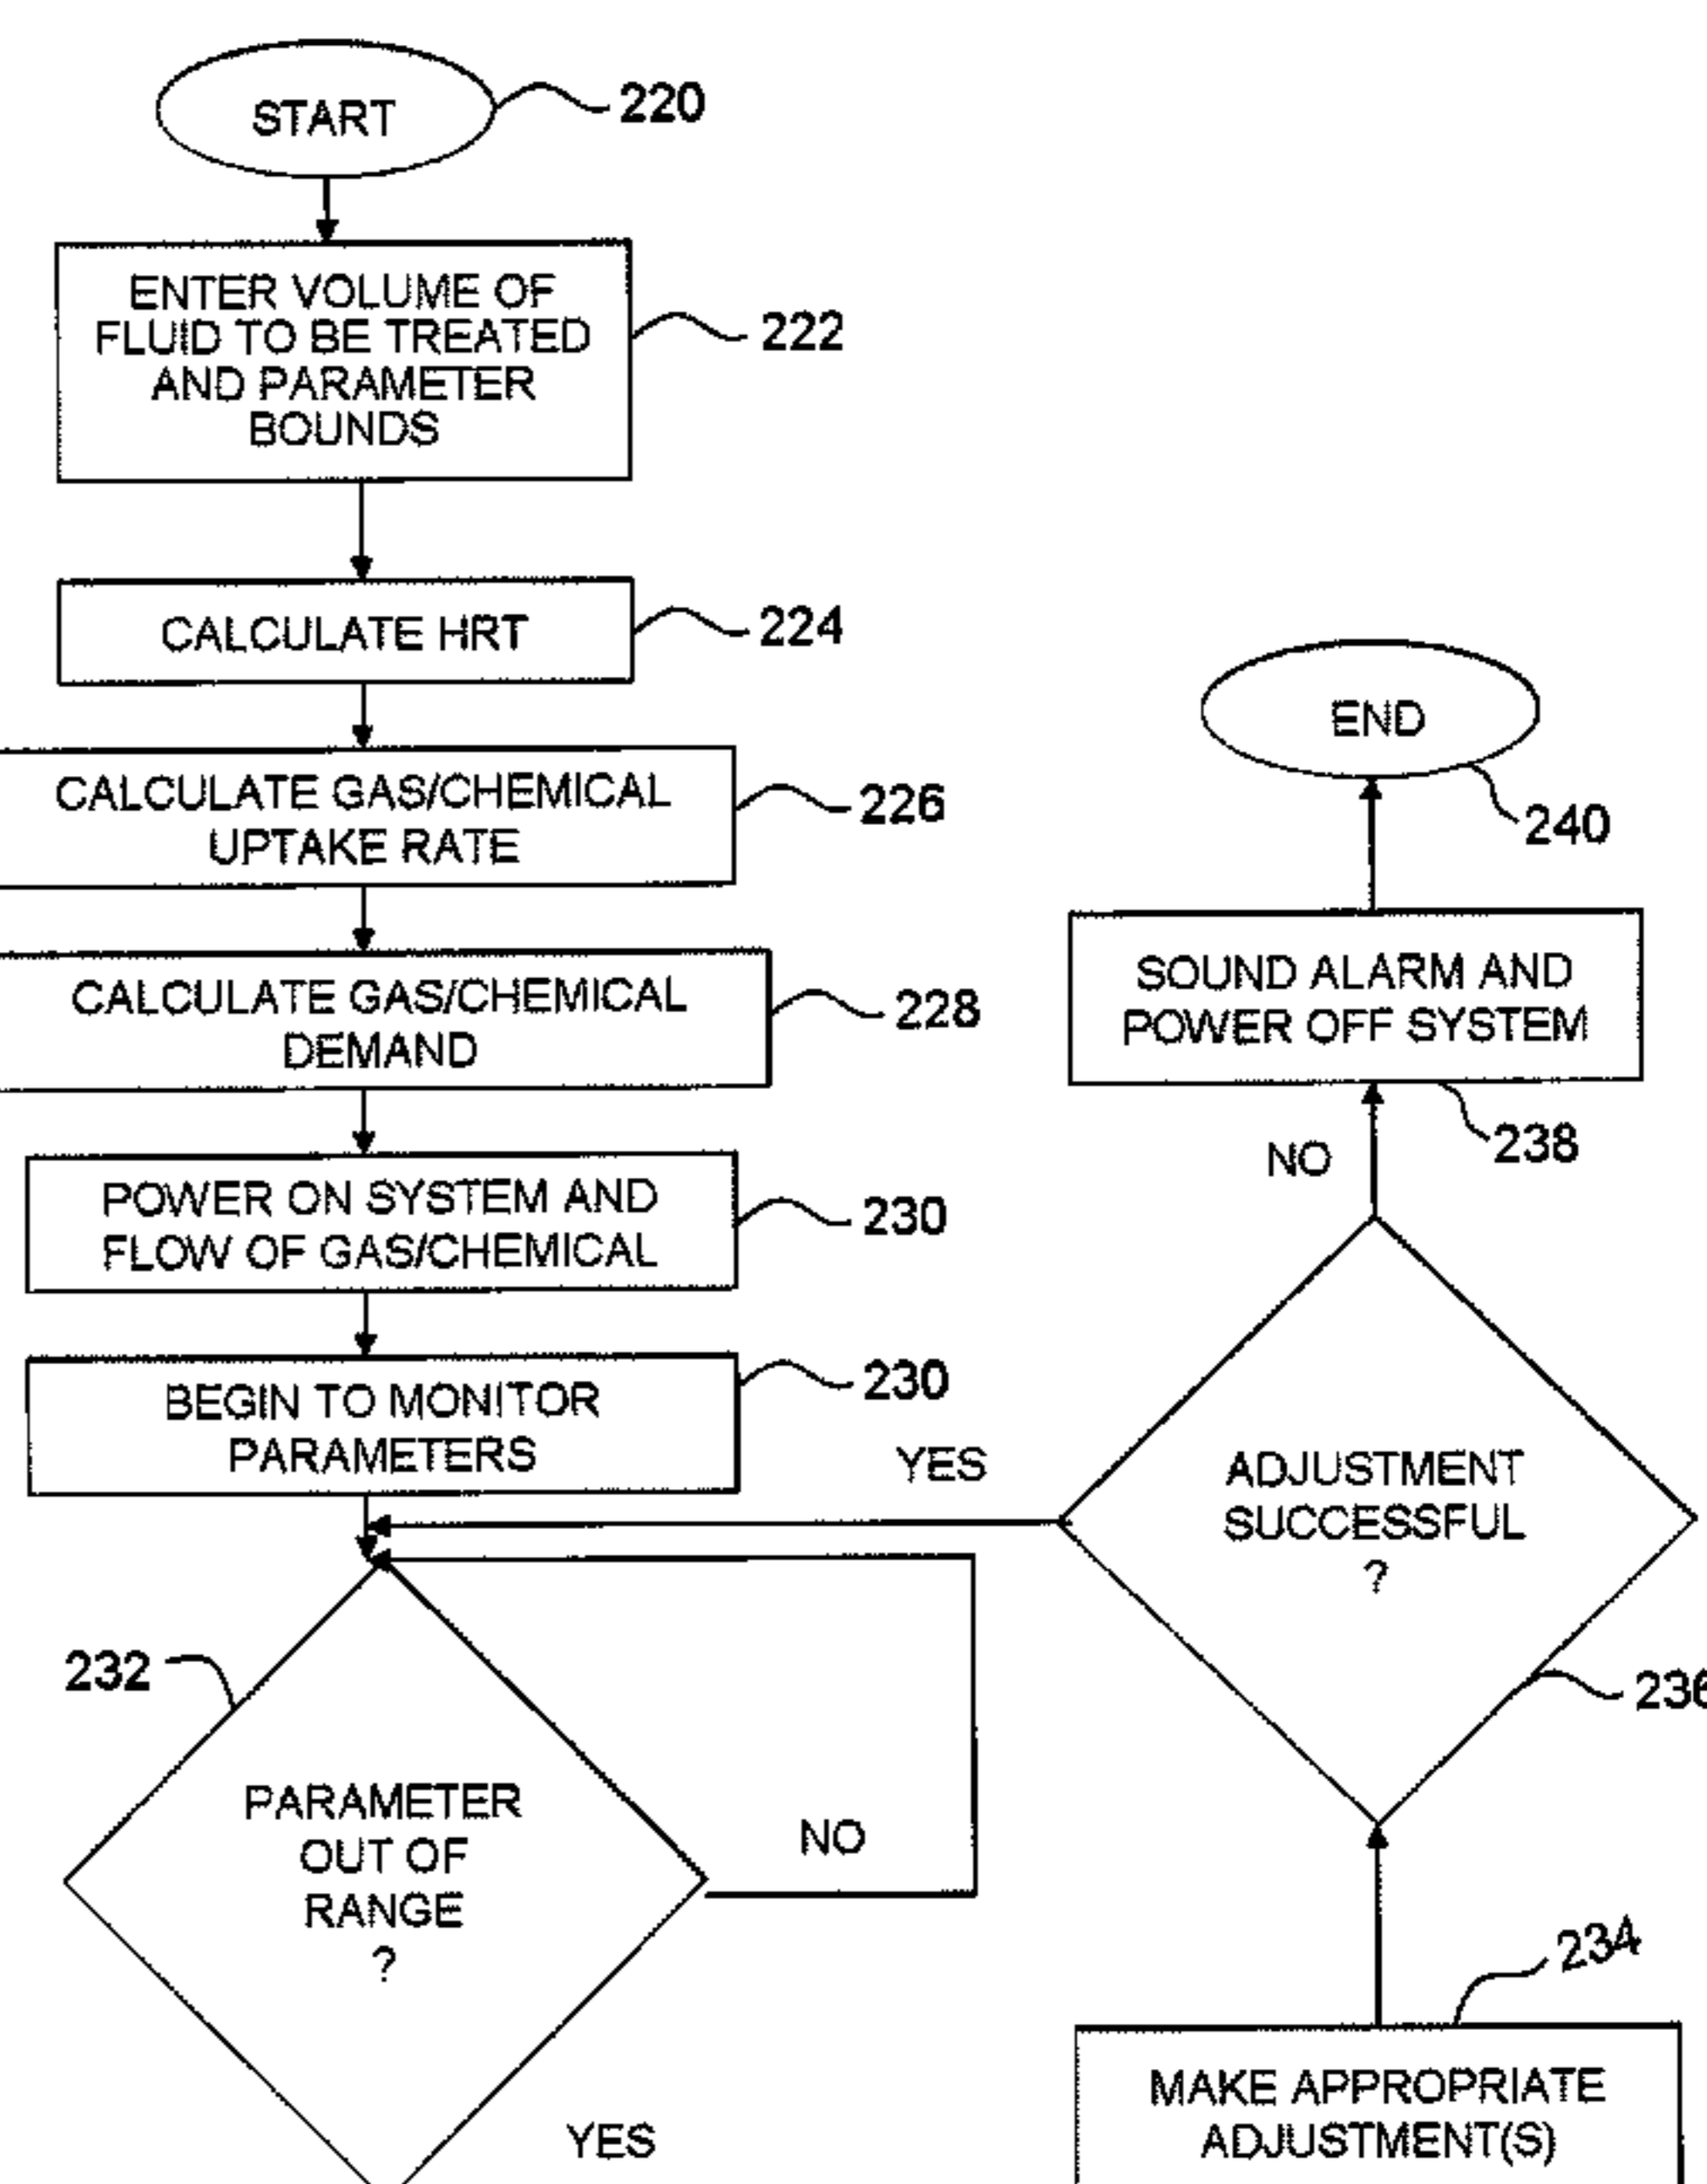 START
220
ENTER VOLUME OF
FLUID TO BE TREATED
AND PARAMETER
BOUNDS
222
CALCULATE HRT
224
CALCULATE GAS/CHEMICAL
UPTAKE RATE
226
CALCULATE GAS/CHEMICAL
DEMAND
228
POWER ON SYSTEM AND
FLOW OF GAS/CHEMICAL
230
BEGIN TO MONITOR
PARAMETERS
230
232
PARAMETER
OUT OF
RANGE
?
NO
YES
MAKE APPROPRIATE
ADJUSTMENT(S)
234
ADJUSTMENT
SUCCESSFUL
?
236
YES
NO
SOUND ALARM AND
POWER OFF SYSTEM
238
END
240